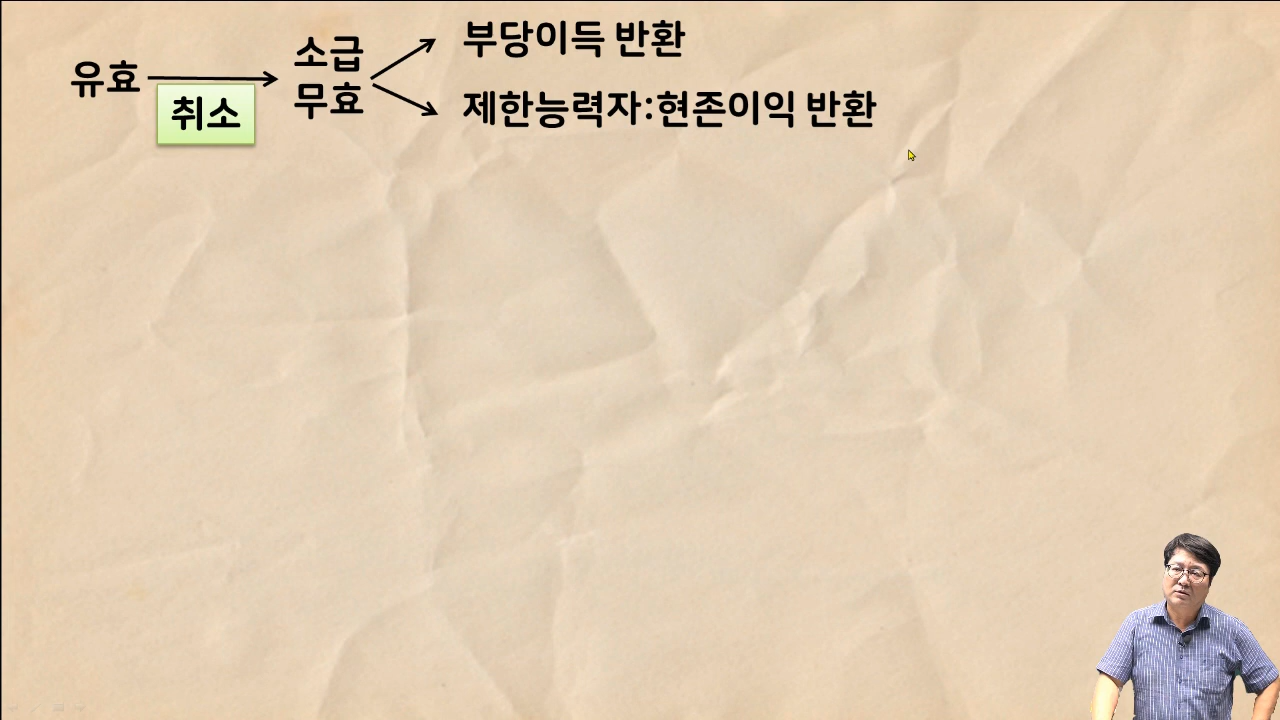 유효
취소
소급
무효
부당이득 반환
제한능력자:현존이익 반환